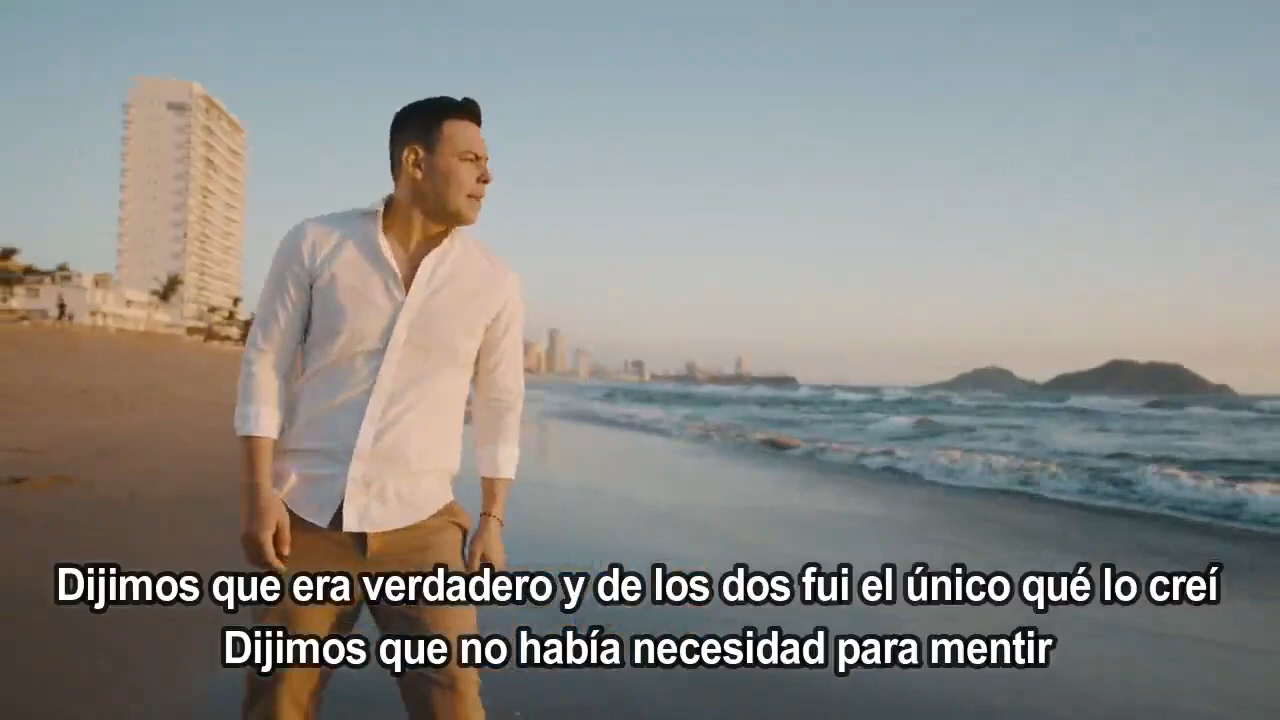 Dijimos que era verdadero y de los dos fui el único qué lo creí
Dijimos que no había necesidad para mentir